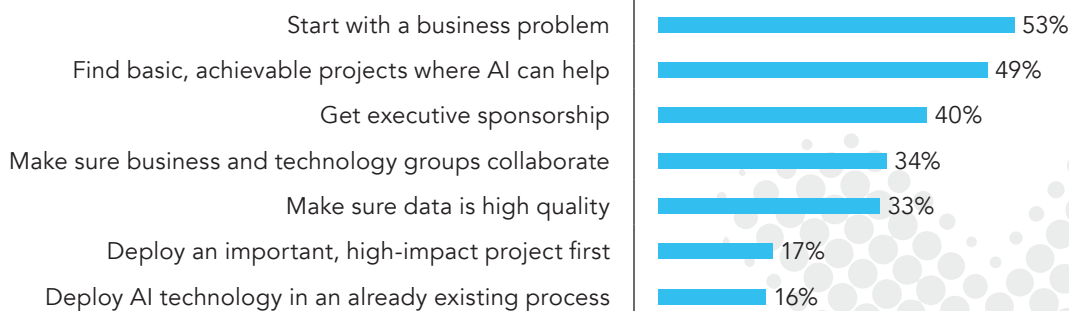 Start with a business problem 53%
Find basic, achievable projects where AI can help 49%
Get executive sponsorship 40%
Make sure business and technology groups collaborate 34%
Make sure data is high quality 33%
Deploy an important, high-impact project first 17%
Deploy AI technology in an already existing process 16%